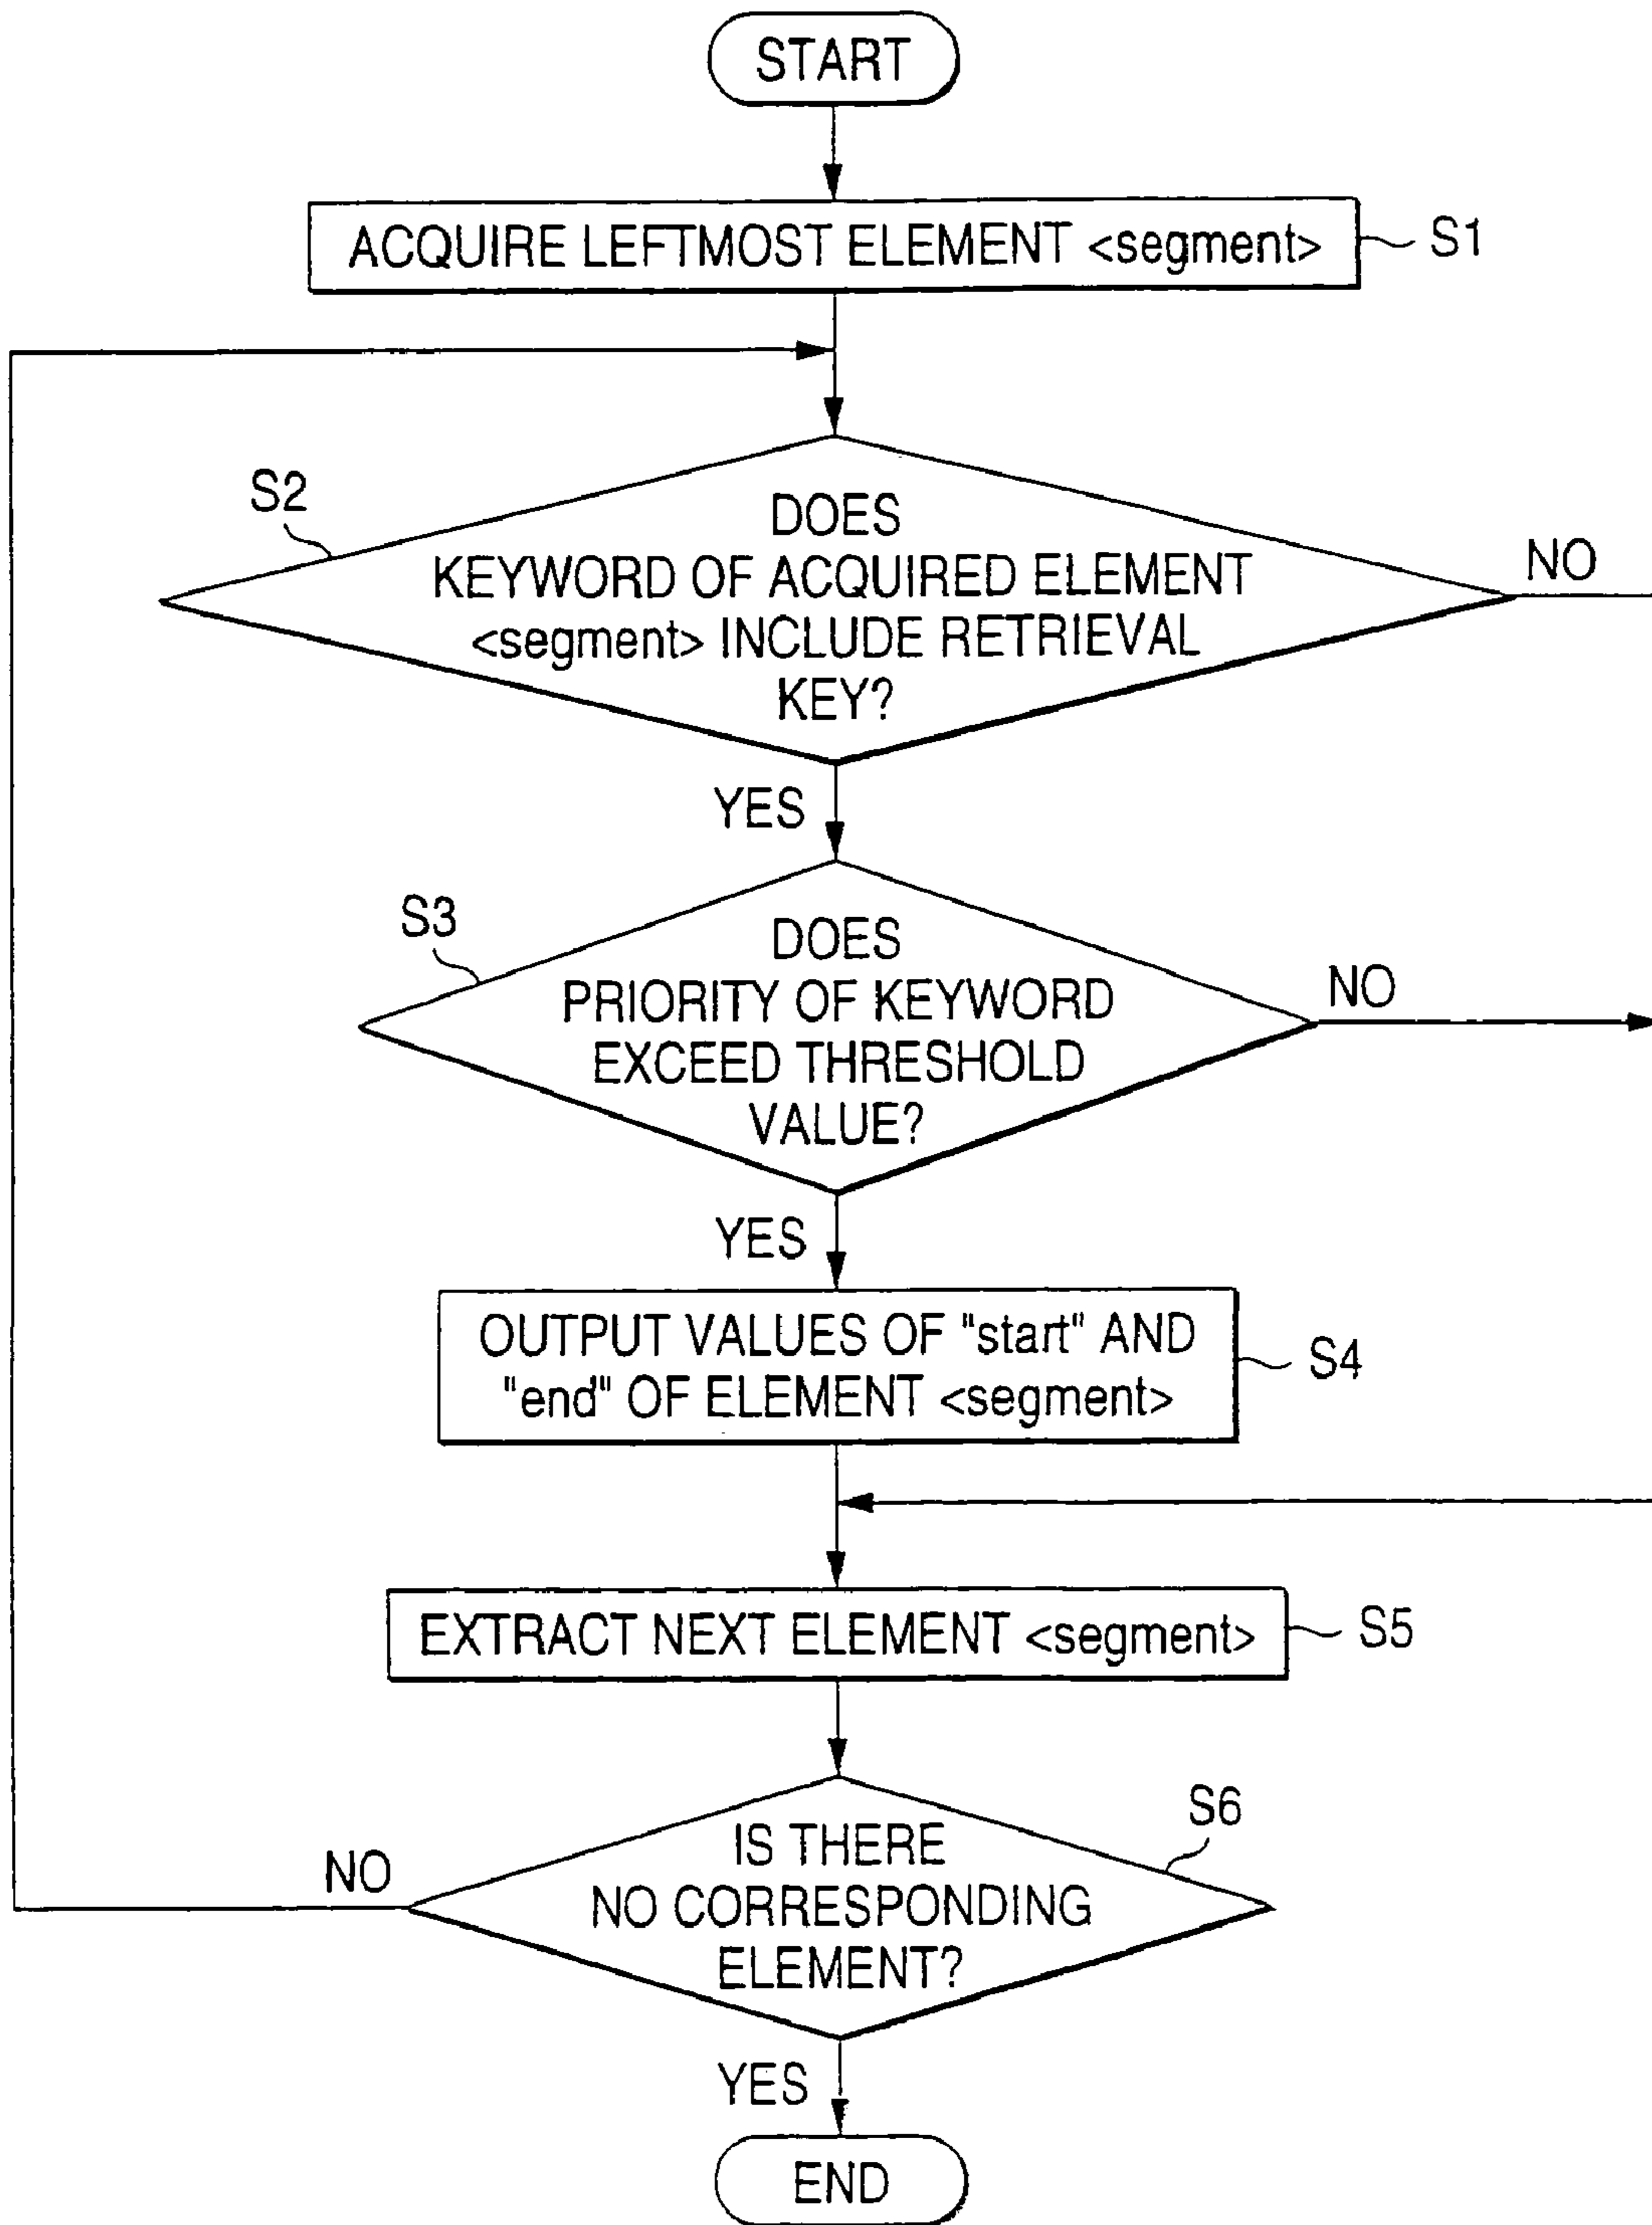 START
ACQUIRE LEFTMOST ELEMENT <segment>
S1
S2
DOES
KEYWORD OF ACQUIRED ELEMENT
<segment> INCLUDE RETRIEVAL
KEY?
NO
YES
S3
DOES
PRIORITY OF KEYWORD
EXCEED THRESHOLD
VALUE?
NO
YES
OUTPUT VALUES OF "start" AND
"end" OF ELEMENT <segment>
S4
EXTRACT NEXT ELEMENT <segment>
S5
S6
IS THERE
NO CORRESPONDING
ELEMENT?
NO
YES
END